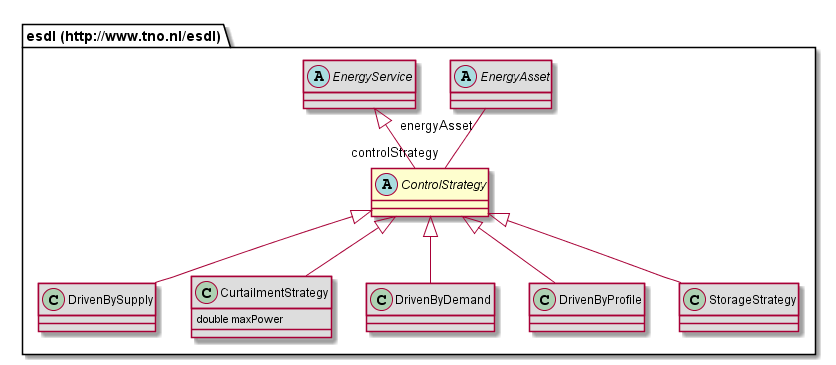 esdl (http://www.tno.nl/esdl)
A EnergyService
A EnergyAsset
energyAsset
controlStrategy
A ControlStrategy
C DrivenBySupply
C CurtailmentStrategy
double maxPower
C DrivenByDemand
C DrivenByProfile
C StorageStrategy